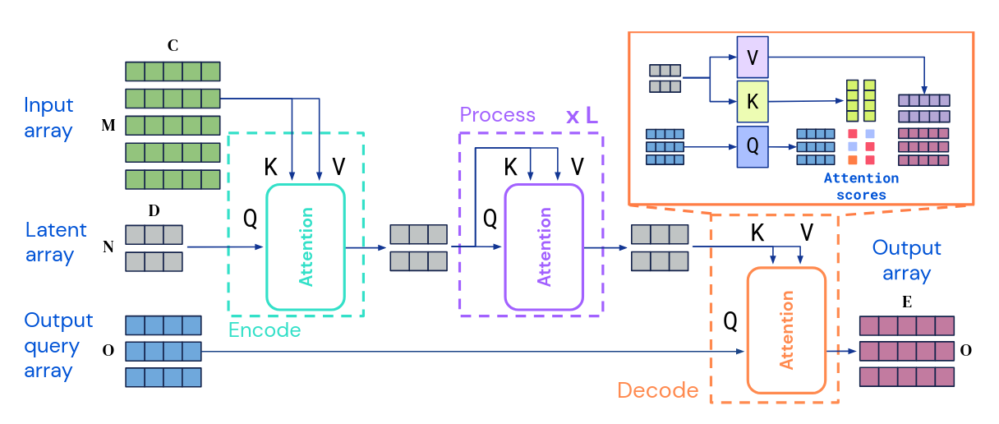 C
Input
array
M
K
V
Q
Attention
Encode
D
Latent
array
N
Output
query
array
O
Process
x L
K
V
Q
Attention
V
K
Q
Attention
scores
K
V
Q
Attention
Decode
Output
array
E
O